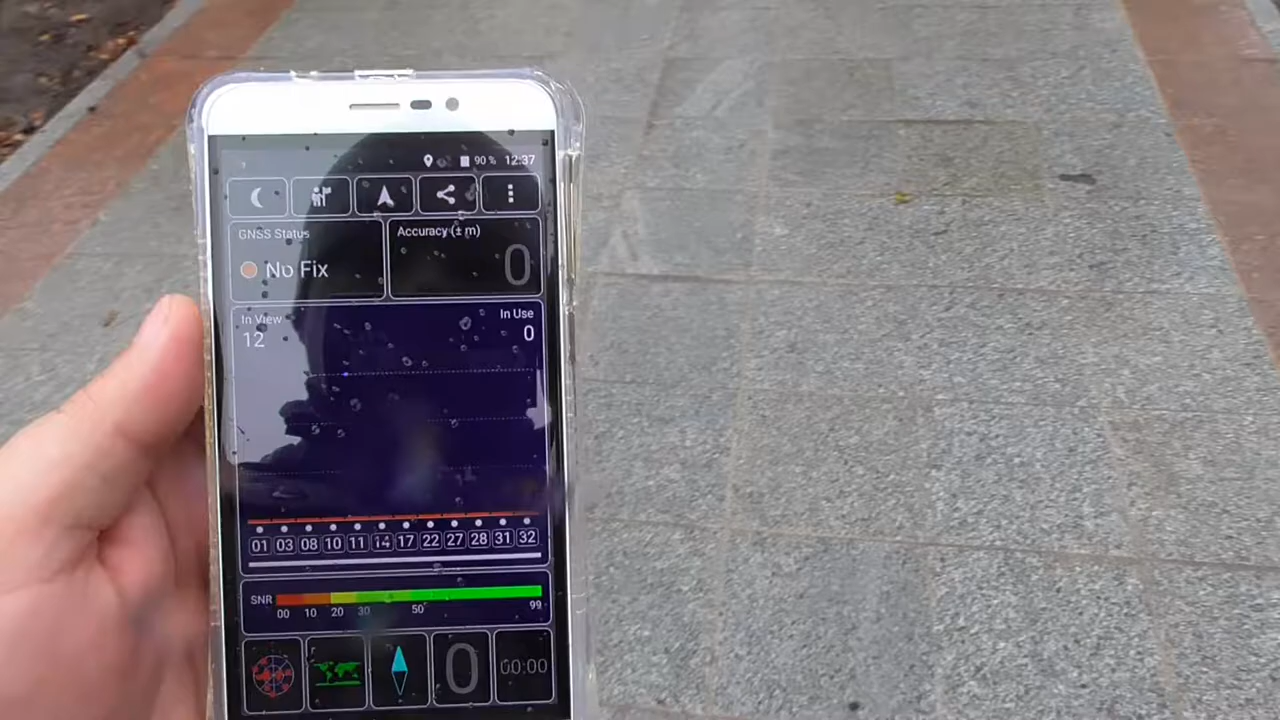 90 % 12:37
GNSS Status
No Fix
Accuracy (± m)
0
In View
12
In Use
0
01 03 08 10 11 14 17 22 27 28 31 32
SNR
00 10 20 30 50 99
0
00:00